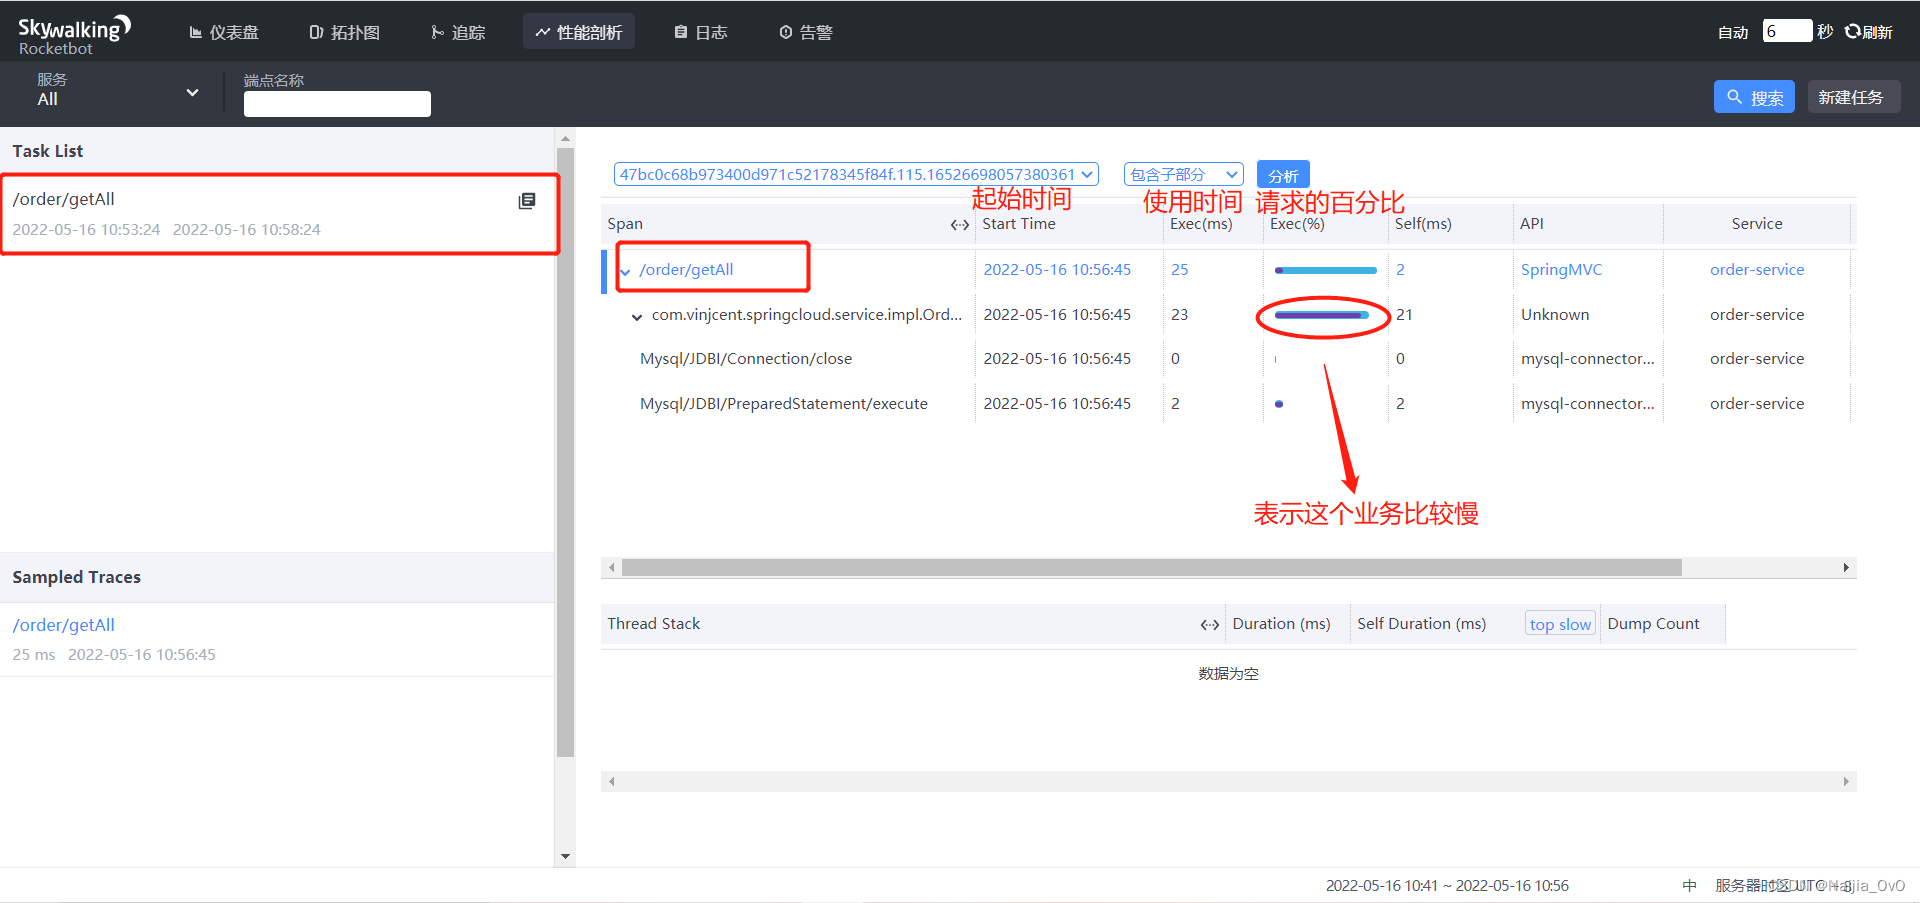 Skywalking
Rocketbot
仪表盘
拓扑图
追踪
性能剖析
日志
告警
自动 6 秒 刷新
服务
All
端点名称
搜索
新建任务
Task List
/order/getAll
2022-05-16 10:53:24 2022-05-16 10:58:24
Sampled Traces
/order/getAll
25 ms 2022-05-16 10:56:45
47bc0c68b973400d971c52178345f84f.115.16526698057380361
包含子部分
分析
起始时间
使用时间
请求的百分比
Span Start Time Exec(ms) Exec(%) Self(ms) API Service
/order/getAll 2022-05-16 10:56:45 25 2 SpringMVC order-service
com.vinjcent.springcloud.service.impl.Ord... 2022-05-16 10:56:45 23 21 Unknown order-service
Mysql/JDBI/Connection/close 2022-05-16 10:56:45 0 0 mysql-connector... order-service
Mysql/JDBI/PreparedStatement/execute 2022-05-16 10:56:45 2 2 mysql-connector... order-service
表示这个业务比较慢
Thread Stack Duration (ms) Self Duration (ms) top slow Dump Count
数据为空
2022-05-16 10:41 ~ 2022-05-16 10:56
中
服务器时区 UTC + 8
@Naijia_OvO